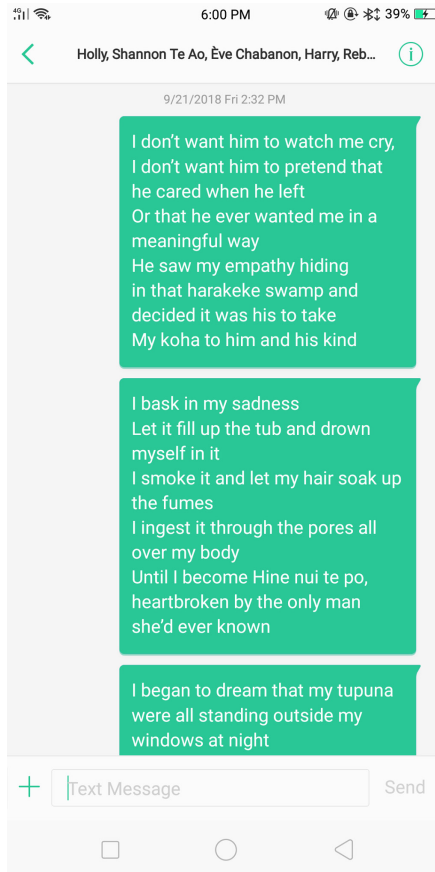 4G 6:00 PM 39%
Holly, Shannon Te Ao, Ève Chabanon, Harry, Reb...
9/21/2018 Fri 2:32 PM
I don't want him to watch me cry,
I don't want him to pretend that
he cared when he left
Or that he ever wanted me in a
meaningful way
He saw my empathy hiding
in that harakeke swamp and
decided it was his to take
My koha to him and his kind
I bask in my sadness
Let it fill up the tub and drown
myself in it
I smoke it and let my hair soak up
the fumes
I ingest it through the pores all
over my body
Until I become Hine nui te po,
heartbroken by the only man
she'd ever known
I began to dream that my tupuna
were all standing outside my
windows at night
Text Message
Send